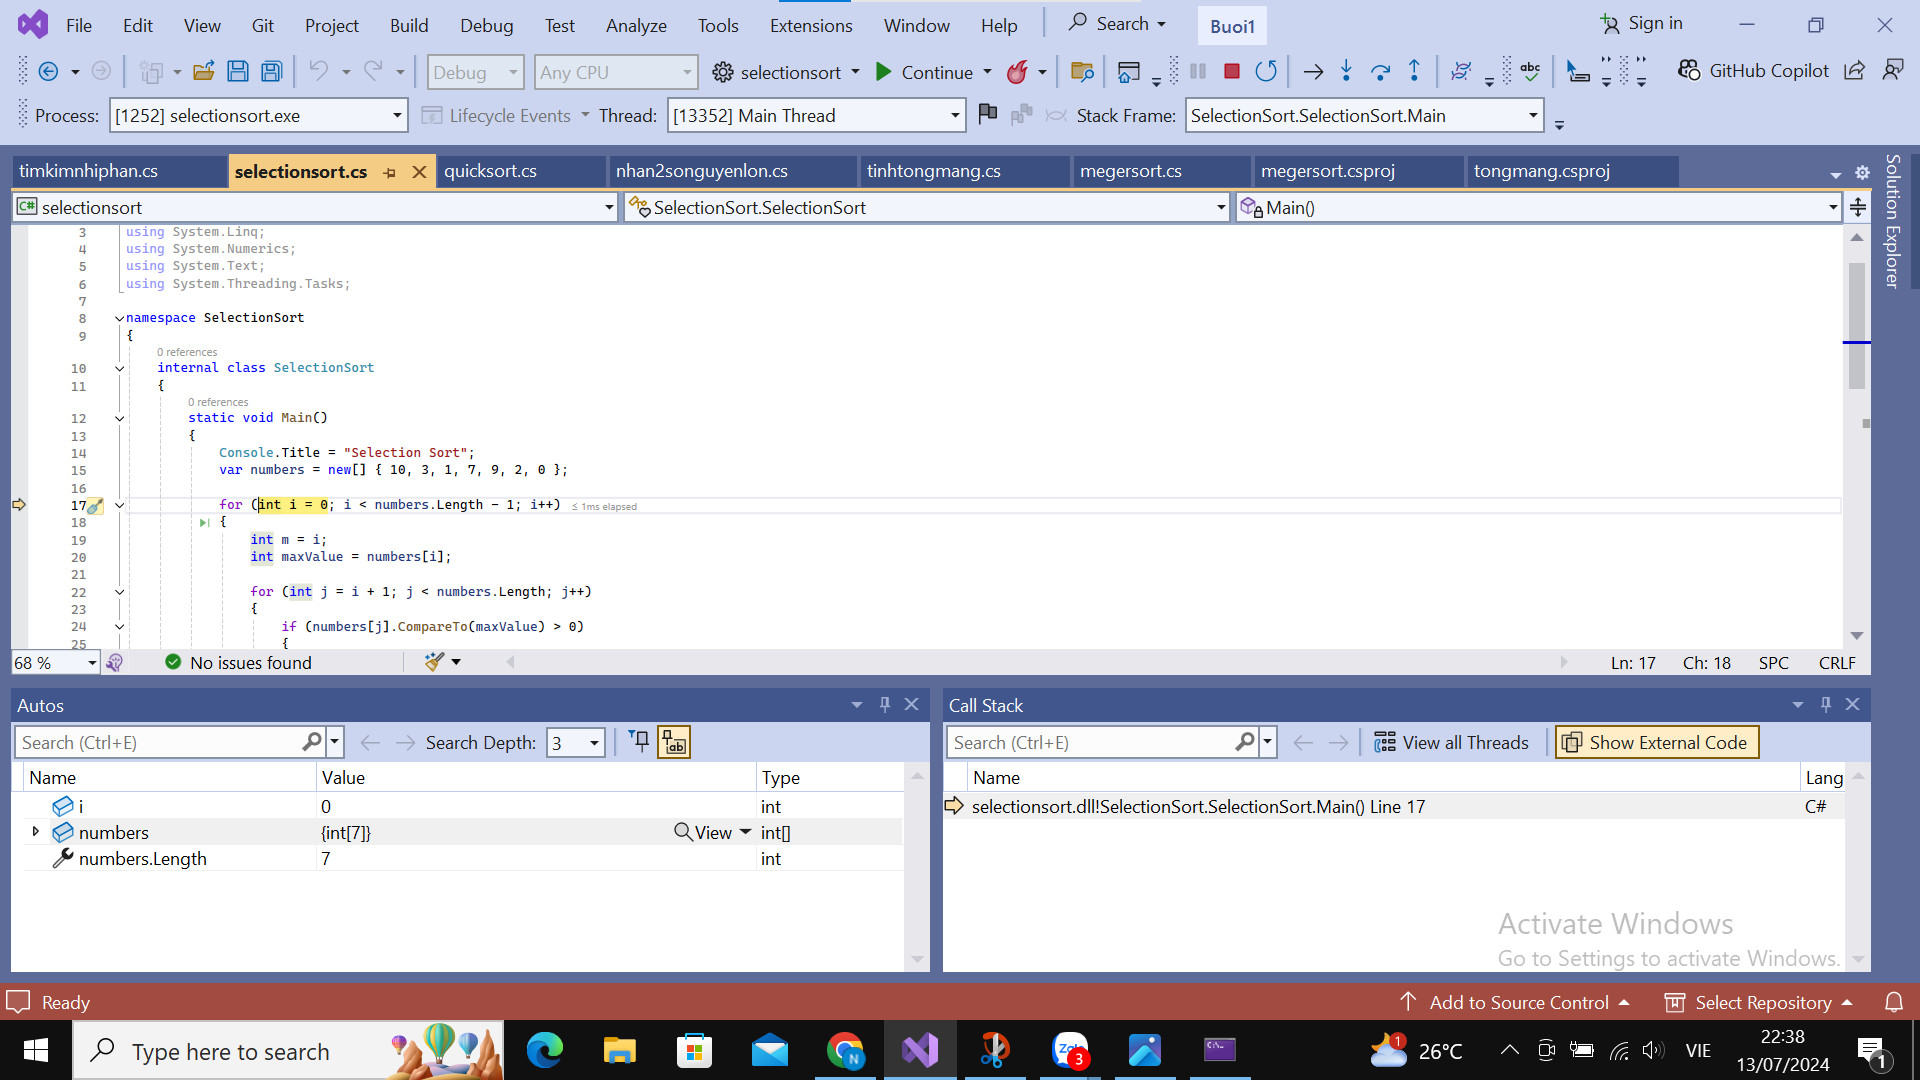 File Edit View Git Project Build Debug Test Analyze Tools Extensions Window Help Search Buoi1 Sign in
Debug Any CPU selectionsort Continue abc GitHub Copilot
Process: [1252] selectionsort.exe Lifecycle Events Thread: [13352] Main Thread Stack Frame: SelectionSort.SelectionSort.Main
timkimnhiphan.cs selectionsort.cs quicksort.cs nhan2songuyenlon.cs tinhtongmang.cs megersort.cs megersort.csproj tongmang.csproj
Solution Explorer
C# selectionsort SelectionSort.SelectionSort Main()
3 using System.Linq;
4 using System.Numerics;
5 using System.Text;
6 using System.Threading.Tasks;
7
8 namespace SelectionSort
9 {
0 references
10 internal class SelectionSort
11 {
0 references
12 static void Main()
13 {
14 Console.Title = "Selection Sort";
15 var numbers = new[] { 10, 3, 1, 7, 9, 2, 0 };
16
17 for (int i = 0; i < numbers.Length - 1; i++) ≤ 1ms elapsed
18 {
19 int m = i;
20 int maxValue = numbers[i];
21
22 for (int j = i + 1; j < numbers.Length; j++)
23 {
24 if (numbers[j].CompareTo(maxValue) > 0)
25 {
68 % No issues found Ln: 17 Ch: 18 SPC CRLF
Autos
Search (Ctrl+E) Search Depth: 3
Name Value Type
i 0 int
numbers {int[7]} View int[]
numbers.Length 7 int
Call Stack
Search (Ctrl+E) View all Threads Show External Code
Name Lang
selectionsort.dll!SelectionSort.SelectionSort.Main() Line 17 C#
Activate Windows
Go to Settings to activate Windows.
Ready Add to Source Control Select Repository
Type here to search N Zalo 3 C:\ 1 26°C VIE 22:38
13/07/2024 1